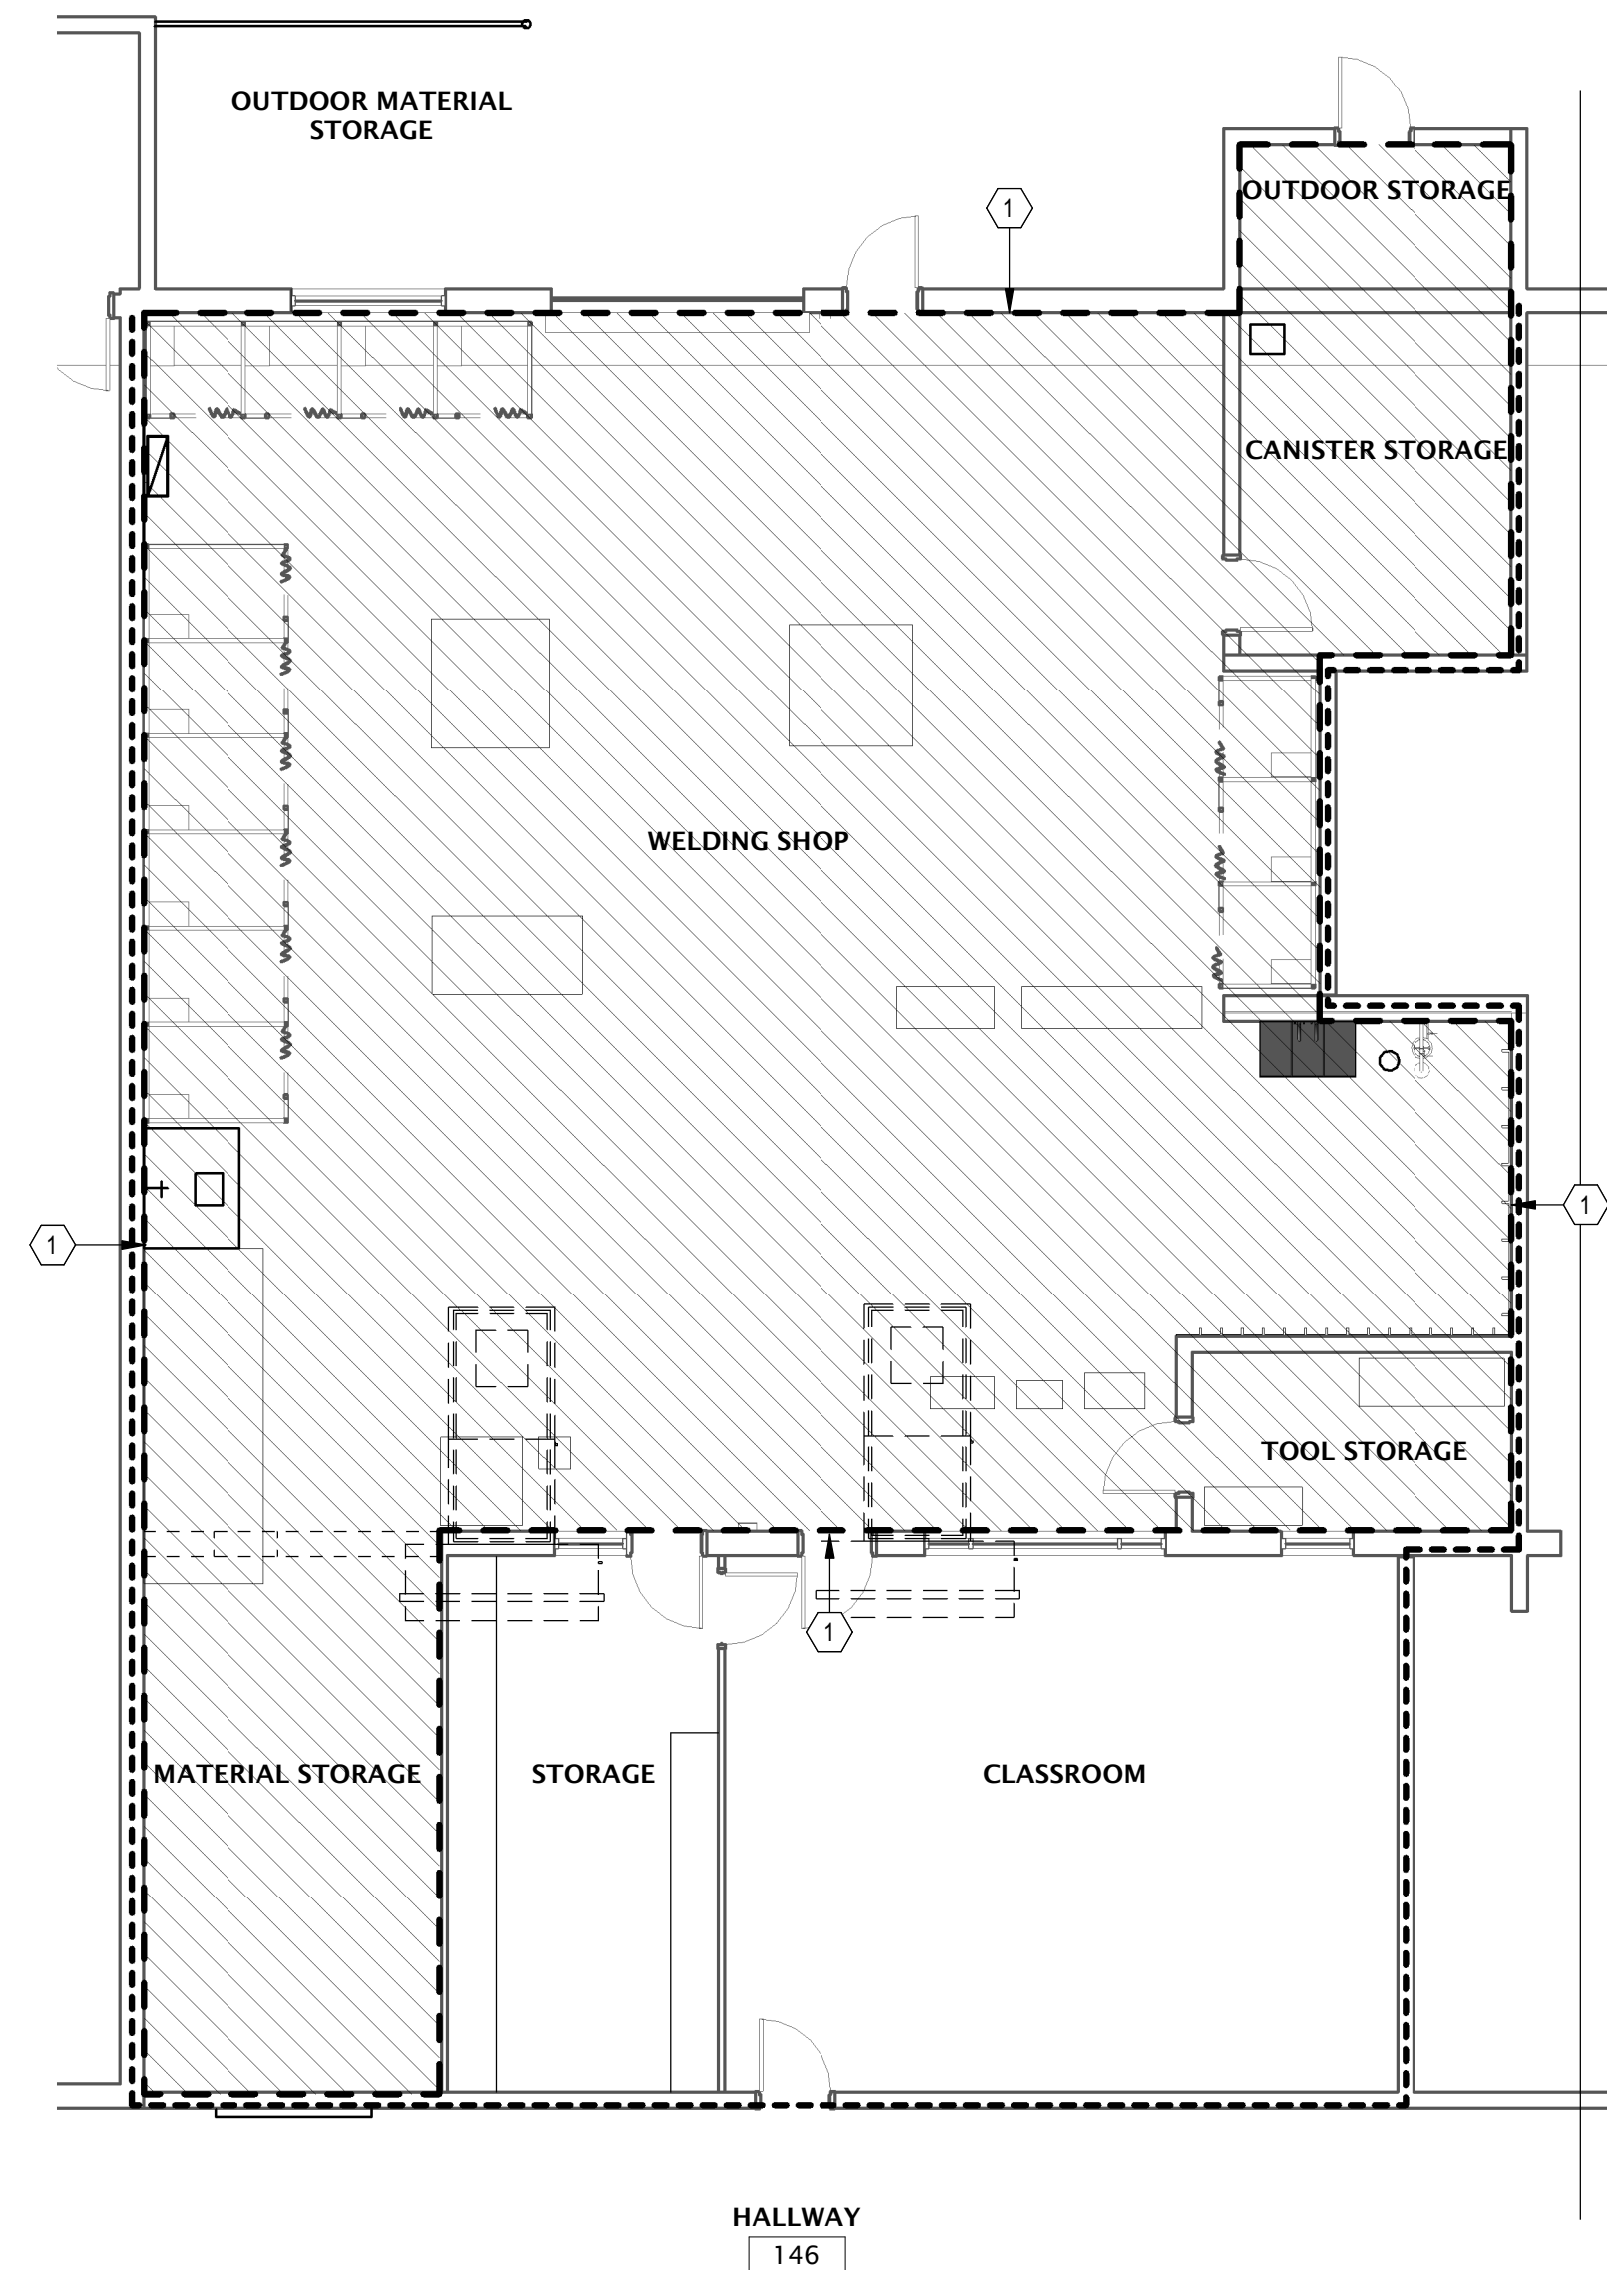 OUTDOOR MATERIAL
STORAGE
OUTDOOR STORAGE
1
CANISTER STORAGE
WELDING SHOP
1
1
TOOL STORAGE
1
MATERIAL STORAGE
STORAGE
CLASSROOM
HALLWAY
146